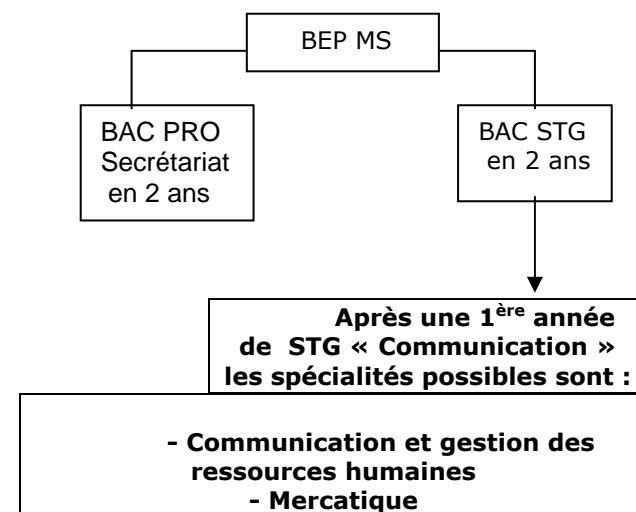 BEP MS
BAC PRO
Secrétariat
en 2 ans
BAC STG
en 2 ans
Après une 1ère année
de STG « Communication »
les spécialités possibles sont :
- Communication et gestion des
ressources humaines
- Mercatique